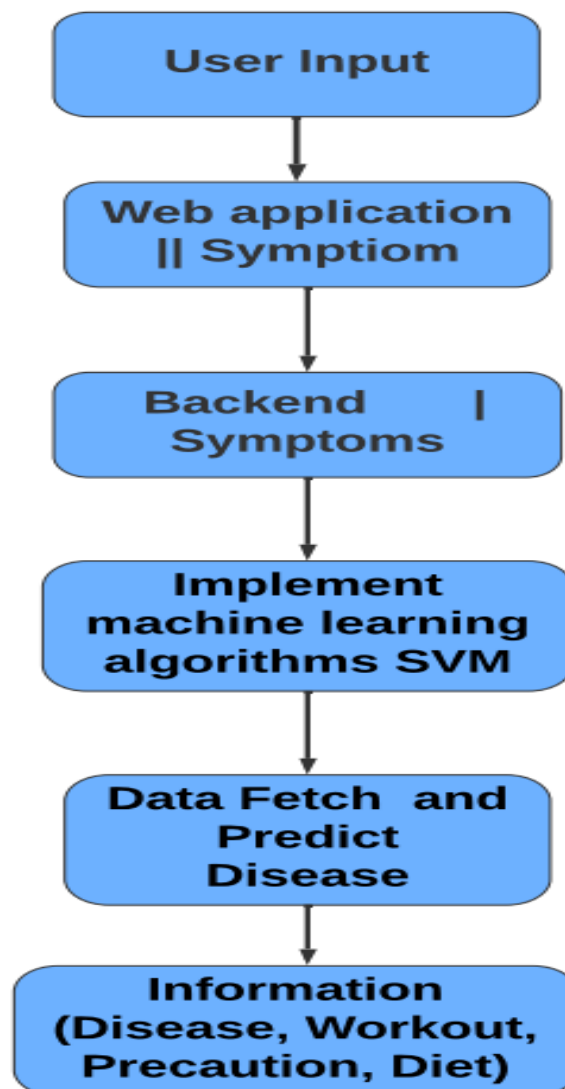 User Input
Web application
|| Symptiom
Backend |
Symptoms
Implement
machine learning
algorithms SVM
Data Fetch and
Predict
Disease
Information
(Disease, Workout,
Precaution, Diet)